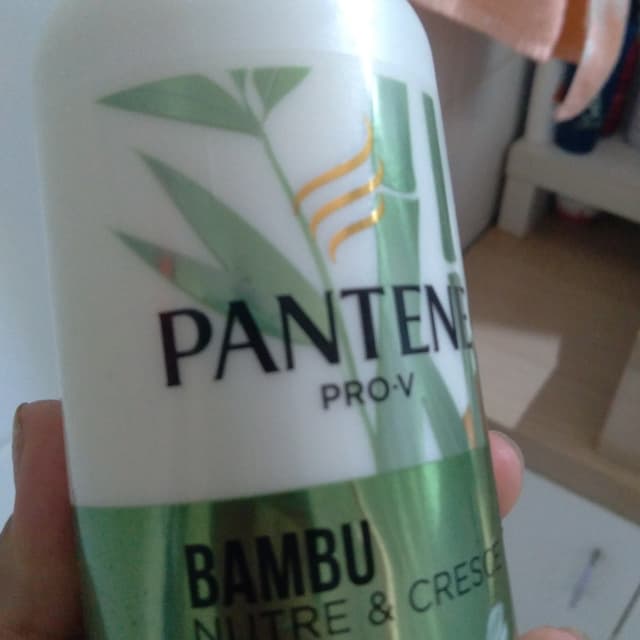 PANTENE
PRO-V
BAMBU
NUTRE & CRESCE